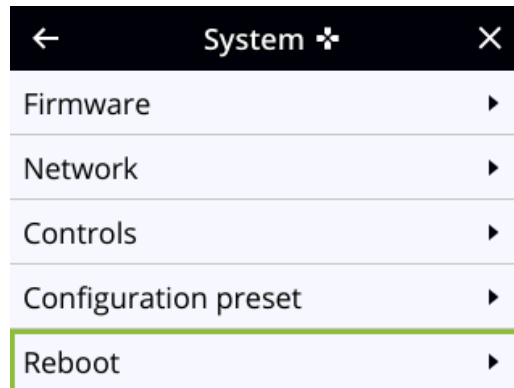 System
Firmware
Network
Controls
Configuration preset
Reboot